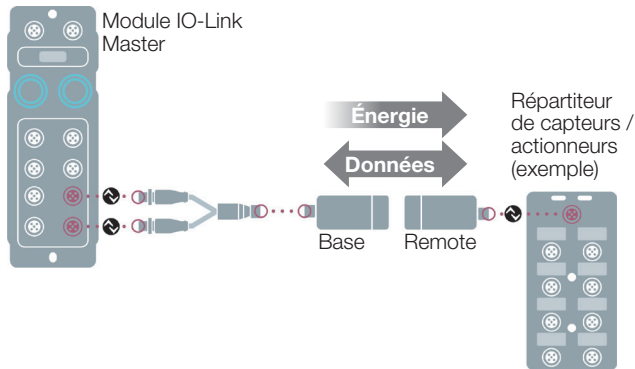 Module IO-Link
Master
Énergie
Données
Base
Remote
Répartiteur
de capteurs /
actionneurs
(exemple)